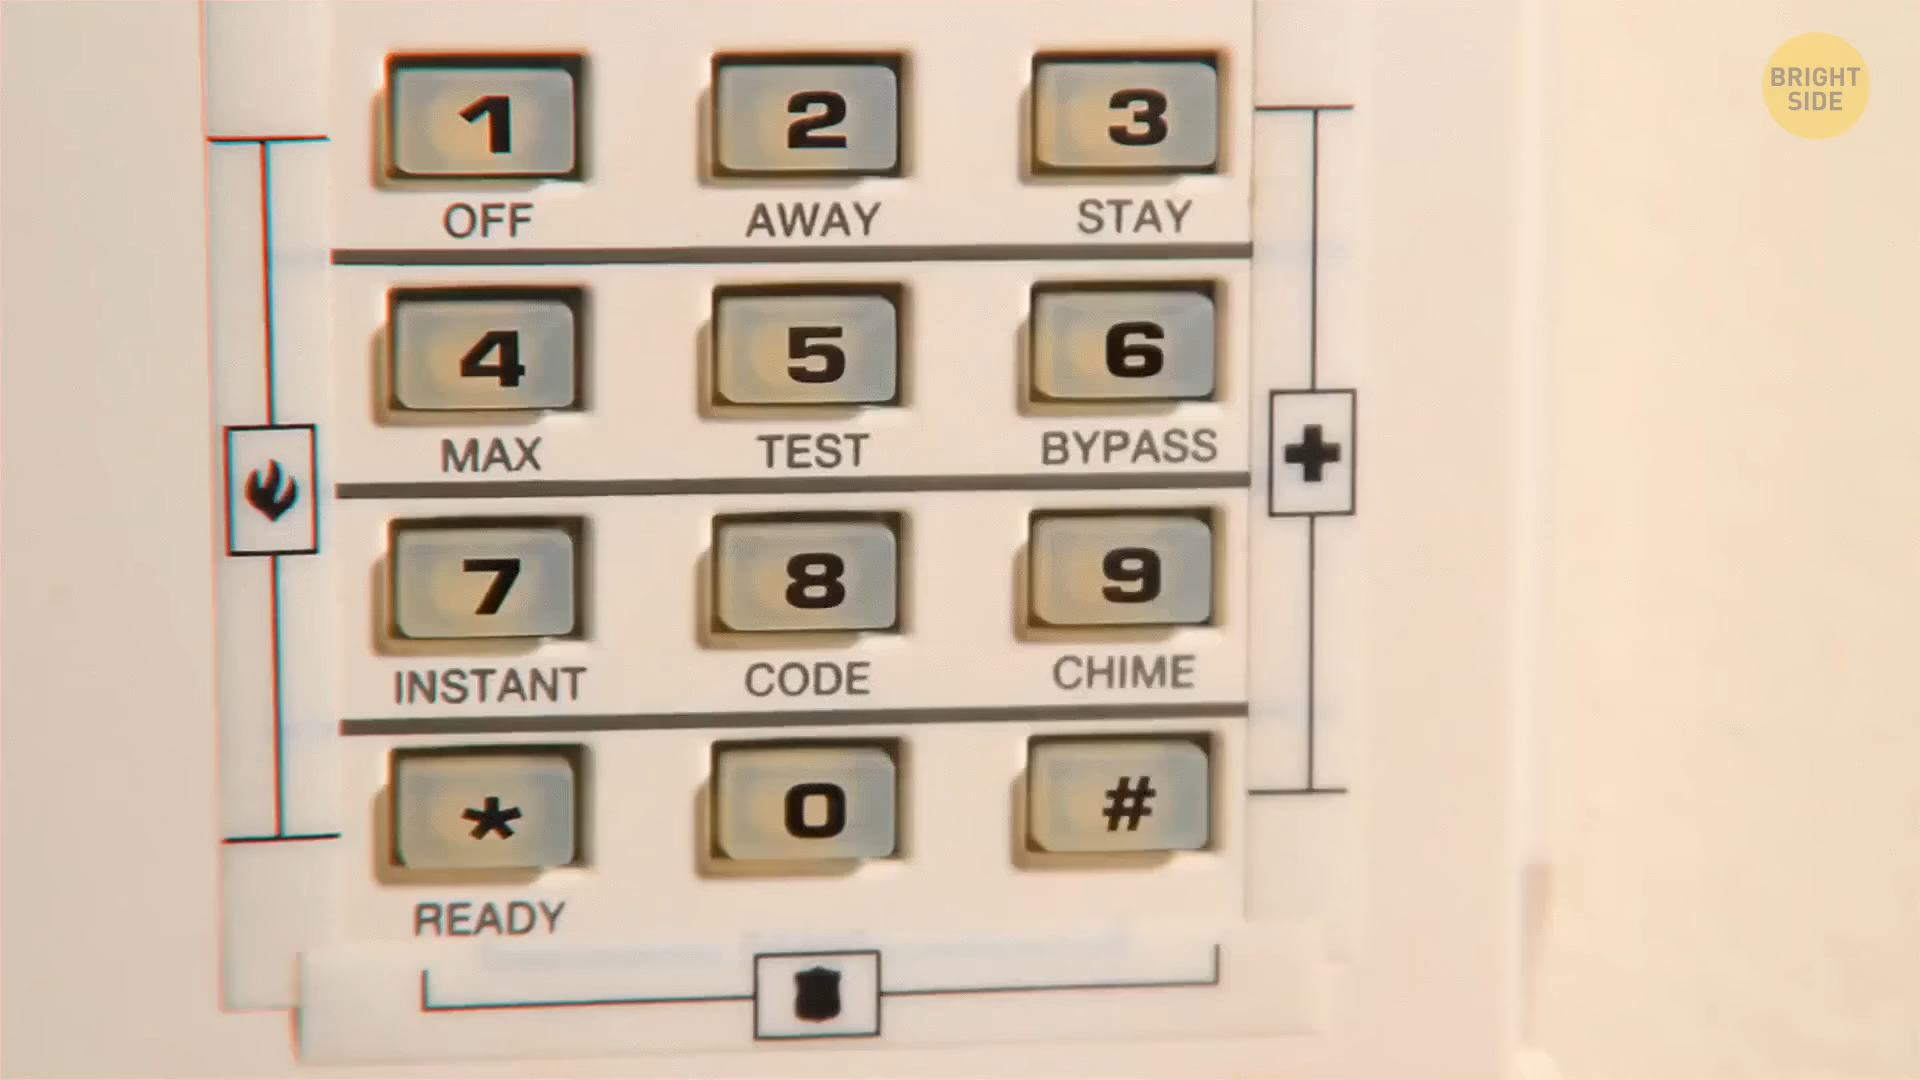 BRIGHT
SIDE
1 2 3
OFF AWAY STAY
4 5 6
MAX TEST BYPASS
7 8 9
INSTANT CODE CHIME
* 0 #
READY